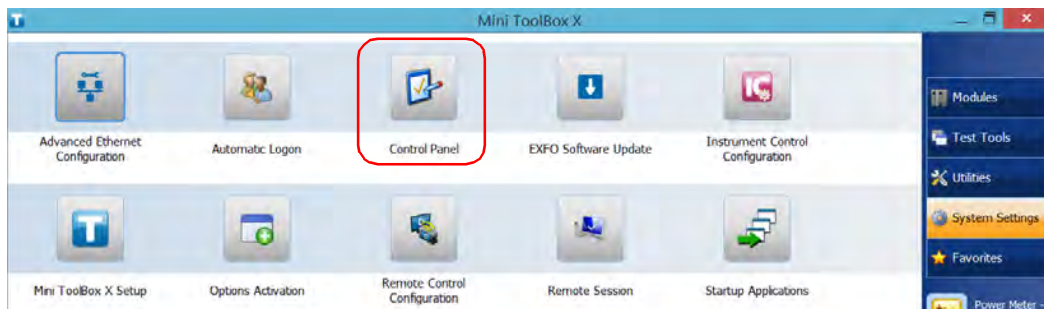 Mini ToolBox X
Advanced Ethernet
Configuration
Automatic Logon
Control Panel
EXFO Software Update
IC
Instrument Control
Configuration
T
Mini ToolBox X Setup
Options Activation
Remote Control
Configuration
Remote Session
Startup Applications
Modules
Test Tools
Utilities
System Settings
Favorites
Power Meter -